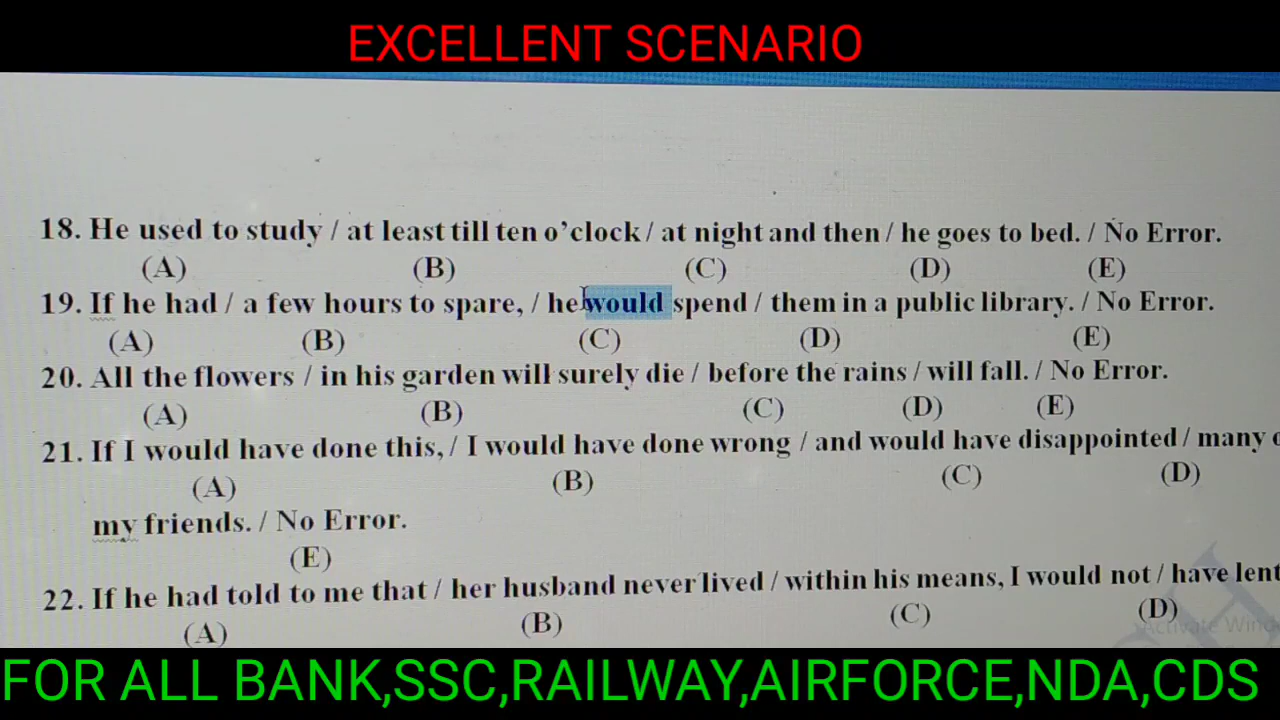 EXCELLENT SCENARIO
18. He used to study / at least till ten o’clock / at night and then / he goes to bed. / No Error.
(A) (B) (C) (D) (E)
19. If he had / a few hours to spare, / he would spend / them in a public library. / No Error.
(A) (B) (C) (D) (E)
20. All the flowers / in his garden will surely die / before the rains / will fall. / No Error.
(A) (B) (C) (D) (E)
21. If I would have done this, / I would have done wrong / and would have disappointed / many
(A) (B) (C) (D)
my friends. / No Error.
(E)
22. If he had told to me that / her husband never lived / within his means, I would not / have lent
(A) (B) (C) (D)
Activate Wind
FOR ALL BANK,SSC,RAILWAY,AIRFORCE,NDA,CDS